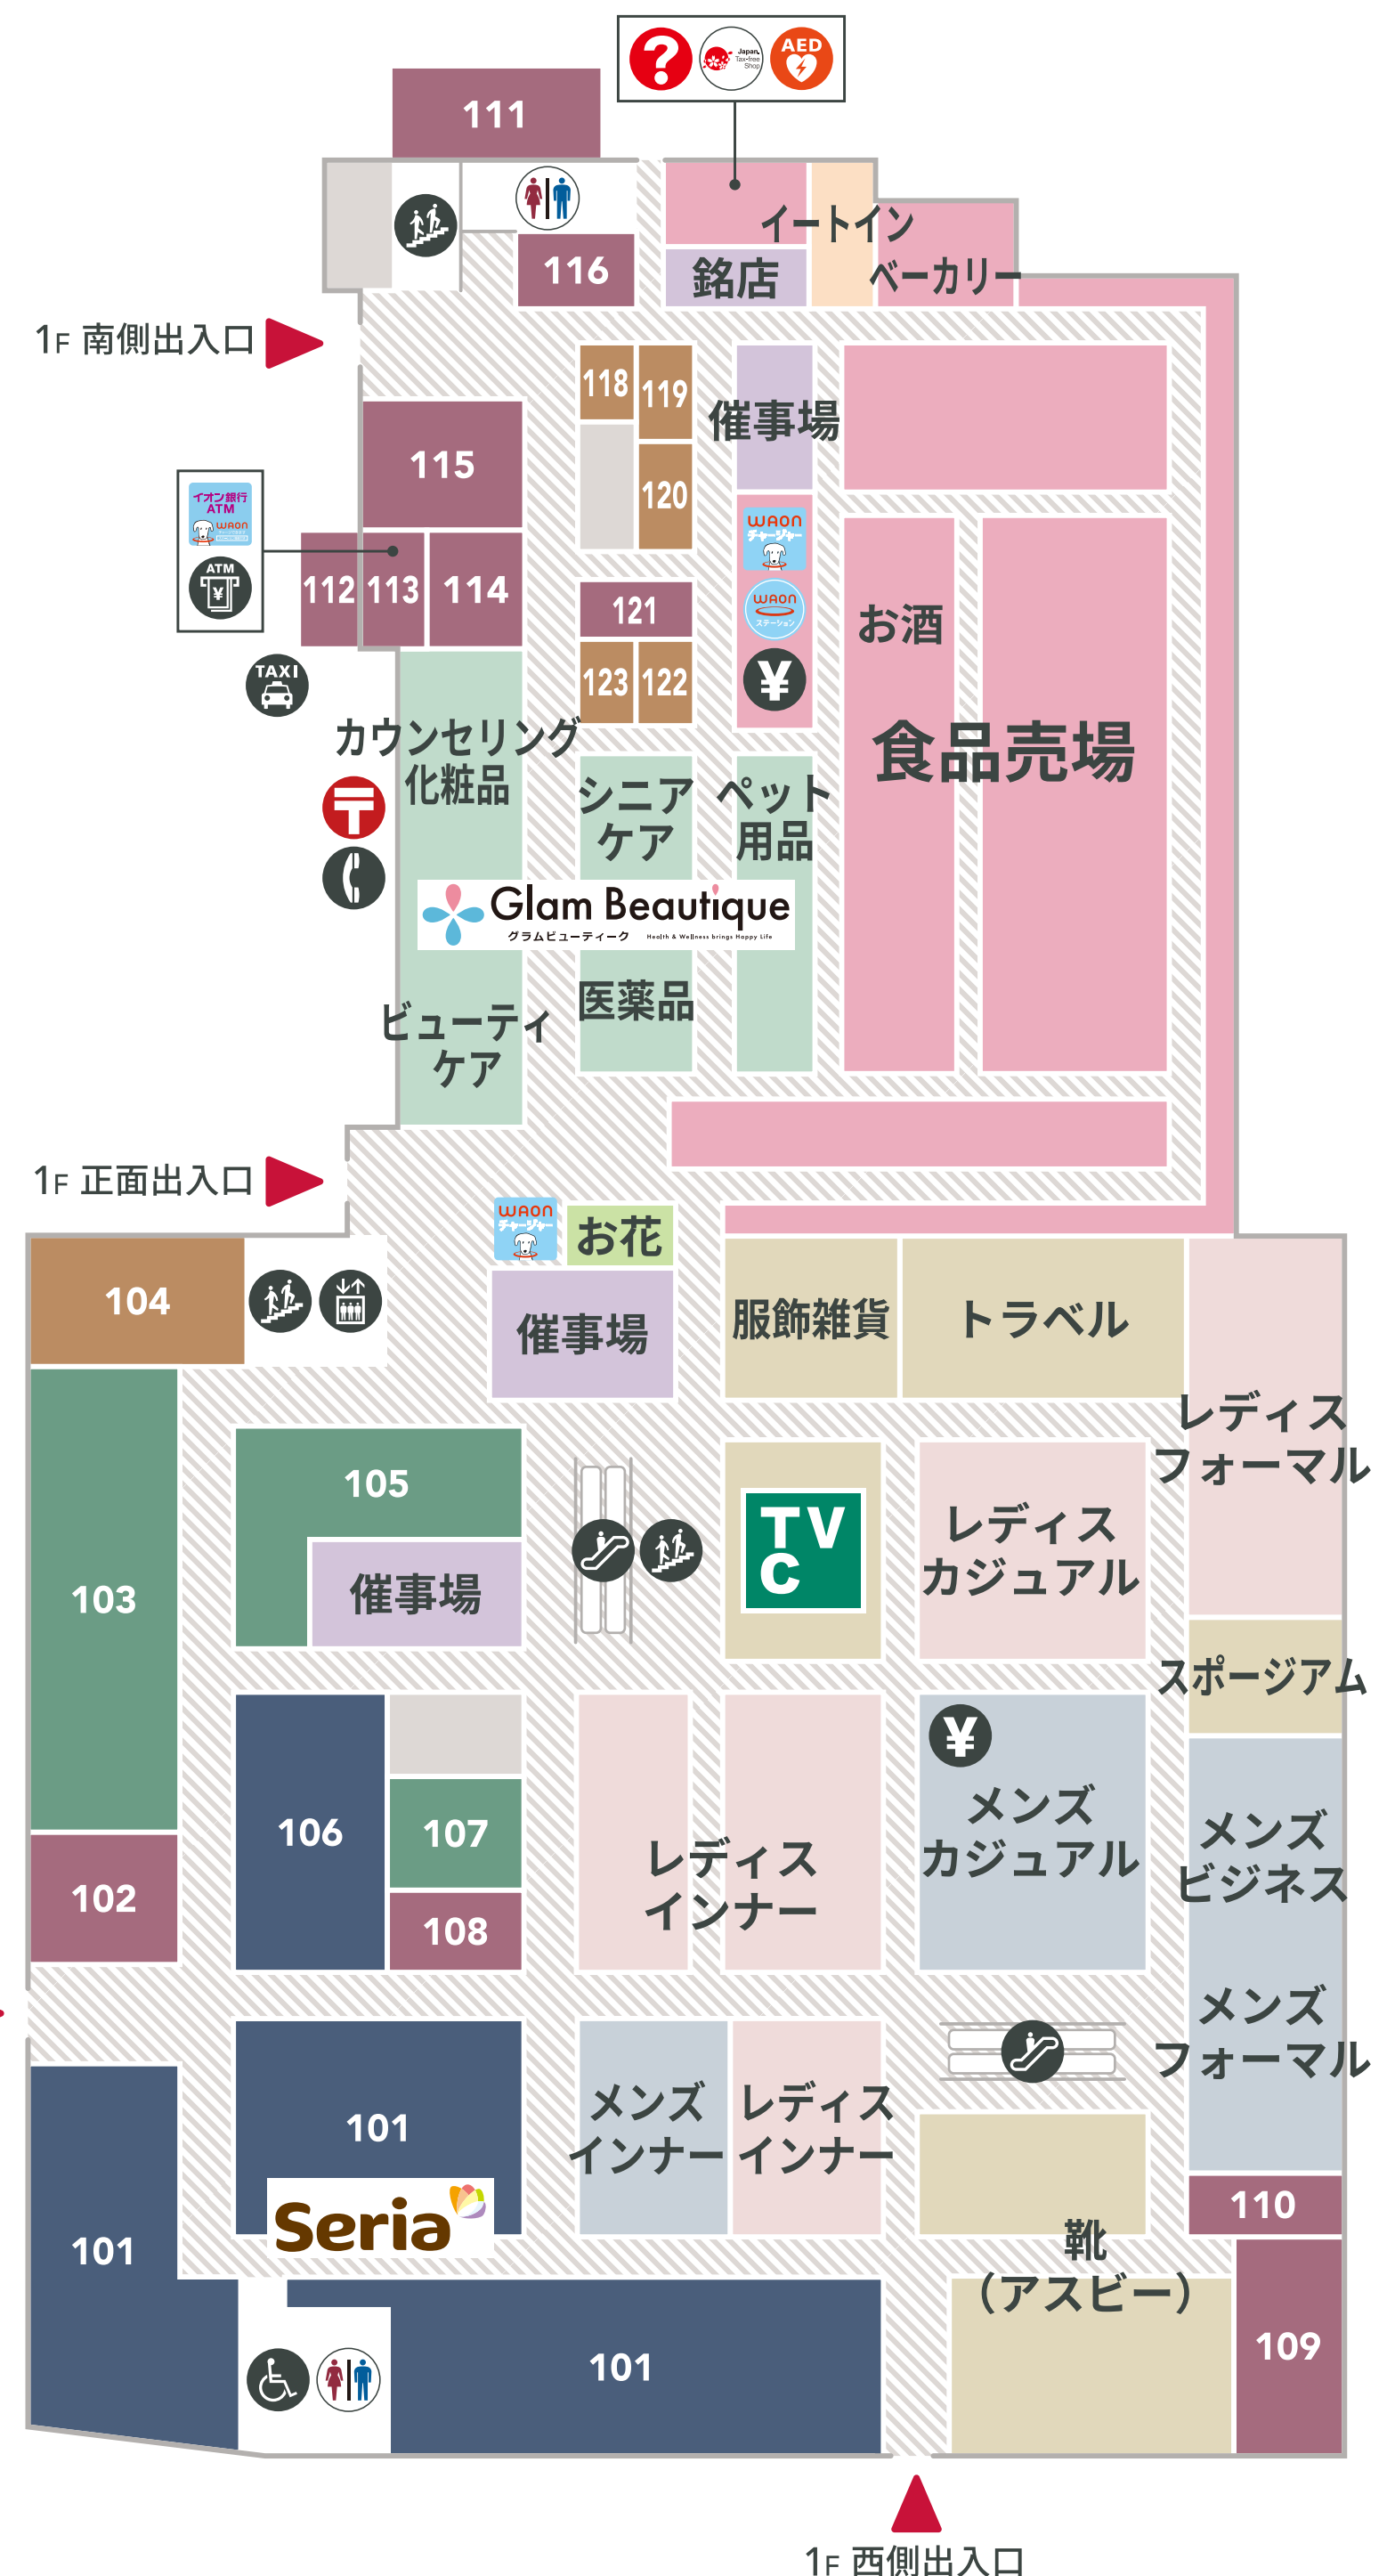 Japan.
Tax-free
Shop
AED
111
イートイン
116
銘店
ベーカリー
1F 南側出入口
118
119
催事場
115
120
イオン銀行
ATM
WAON
ATM
¥
WAON
チャージャー
112
113
114
121
WAON
ステーション
お酒
123
122
¥
TAXI
カウンセリング
化粧品
食品売場
シニア
ケア
ペット
用品
Glam Beautique
グラムビューティーク
Health & Wellness brings Happy Life
医薬品
ビューティ
ケア
1F 正面出入口
WAON
チャージャー
お花
104
催事場
服飾雑貨
トラベル
レディス
フォーマル
105
TVC
レディス
カジュアル
103
催事場
スポージアム
¥
106
107
メンズ
カジュアル
メンズ
ビジネス
レディス
インナー
102
108
メンズ
フォーマル
101
メンズ
インナー
レディス
インナー
110
Seria
101
靴
（アスビー）
101
109
1F 西側出入口